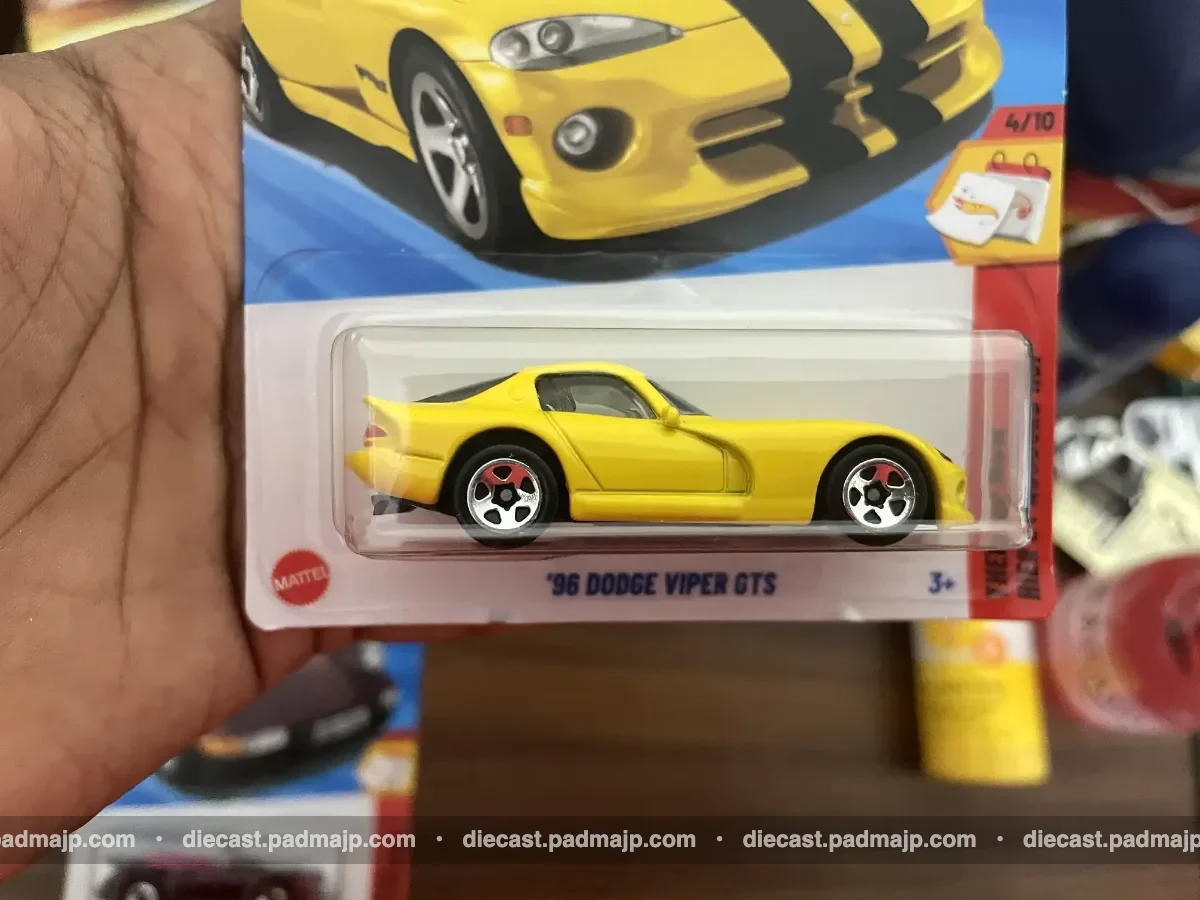 4/10
MATTEL
'96 DODGE VIPER GTS
3+
admajp.com • diecast.padmajp.com • diecast.padmajp.com • diecast.padmajp.com • diecast.padmajp